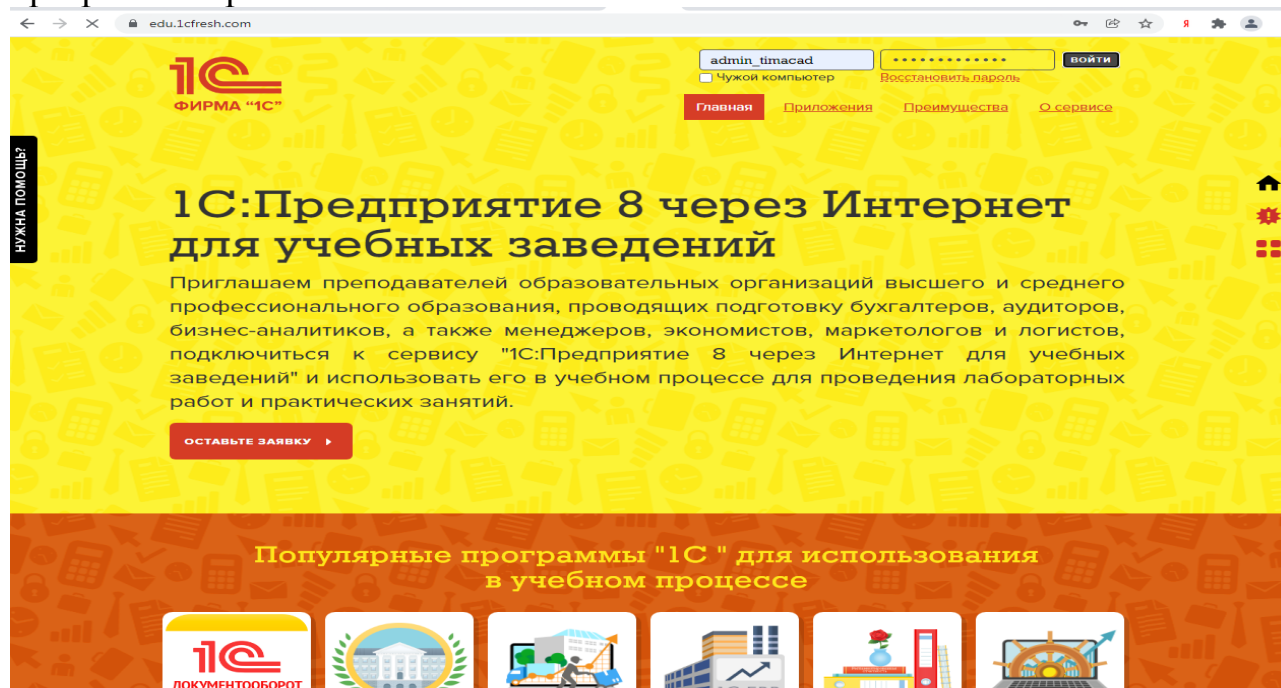 edu.1cfresh.com
Я
1С
ФИРМА "1С"
admin_timacad
•••••••••••••
ВОЙТИ
Чужой компьютер
Восстановить пароль
Главная
Приложения
Преимущества
О сервисе
НУЖНА ПОМОЩЬ?
1С:Предприятие 8 через Интернет
для учебных заведений
Приглашаем преподавателей образовательных организаций высшего и среднего
профессионального образования, проводящих подготовку бухгалтеров, аудиторов,
бизнес-аналитиков, а также менеджеров, экономистов, маркетологов и логистов,
подключиться к сервису "1С:Предприятие 8 через Интернет для учебных
заведений" и использовать его в учебном процессе для проведения лабораторных
работ и практических занятий.
ОСТАВЬТЕ ЗАЯВКУ
Популярные программы "1С " для использования
в учебном процессе
1С
ДОКУМЕНТООБОРОТ